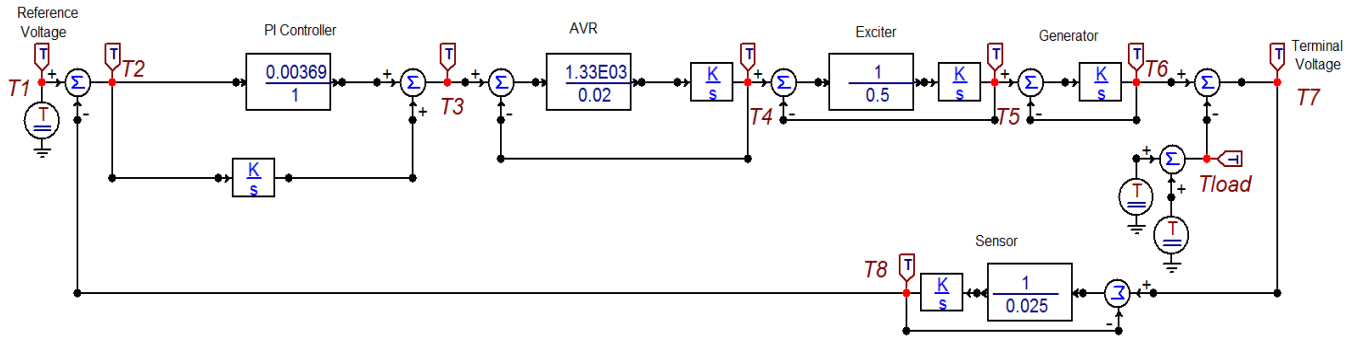 Reference
Voltage
PI Controller
AVR
Exciter
Generator
Terminal
Voltage
T
T
T
T
T
T
T
T1
+
Σ
T2
0.00369
1
+
Σ
+
T3
+
Σ
1.33E03
0.02
K
s
+
Σ
T4
1
0.5
K
s
+
Σ
T5
K
s
T6
+
Σ
T7
-
-
-
-
-
T
K
s
+
Σ
T
Tload
T
+
T
Sensor
T8
T
K
s
1
0.025
Σ
+
-